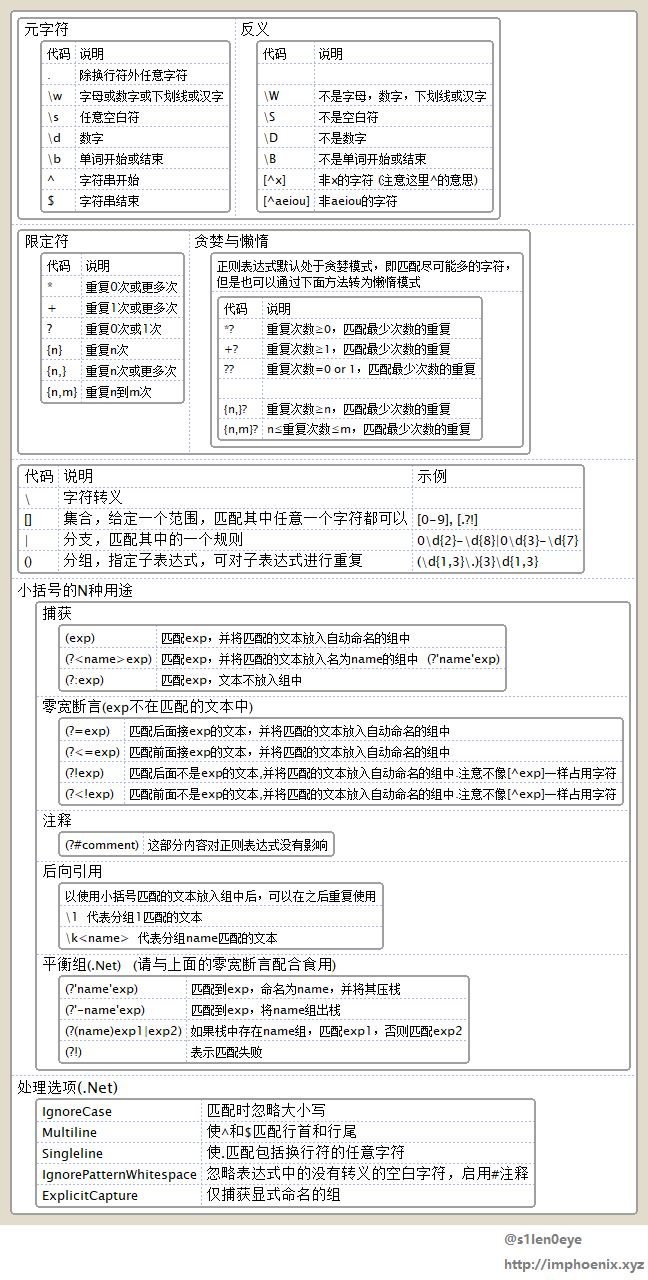 元字符
代码 说明
. 除换行符外任意字符
\w 字母或数字或下划线或汉字
\s 任意空白符
\d 数字
\b 单词开始或结束
^ 字符串开始
$ 字符串结束
反义
代码 说明
\W 不是字母，数字，下划线或汉字
\S 不是空白符
\D 不是数字
\B 不是单词开始或结束
[^x] 非x的字符 (注意这里^的意思)
[^aeiou] 非aeiou的字符
限定符
代码 说明
* 重复0次或更多次
+ 重复1次或更多次
? 重复0次或1次
{n} 重复n次
{n,} 重复n次或更多次
{n,m} 重复n到m次
贪婪与懒惰
正则表达式默认处于贪婪模式，即匹配尽可能多的字符，
但是也可以通过下面方法转为懒惰模式
代码 说明
*? 重复次数≥0，匹配最少次数的重复
+? 重复次数≥1，匹配最少次数的重复
?? 重复次数=0 or 1，匹配最少次数的重复
{n,}? 重复次数≥n，匹配最少次数的重复
{n,m}? n≤重复次数≤m，匹配最少次数的重复
代码 说明 示例
\ 字符转义
[] 集合，给定一个范围，匹配其中任意一个字符都可以 [0-9], [.?!]
| 分支，匹配其中的一个规则 0\d{2}-\d{8}|0\d{3}-\d{7}
() 分组，指定子表达式，可对子表达式进行重复 (\d{1,3}\.){3}\d{1,3}
小括号的N种用途
捕获
(exp) 匹配exp，并将匹配的文本放入自动命名的组中
(?<name>exp) 匹配exp，并将匹配的文本放入名为name的组中 (?'name'exp)
(?:exp) 匹配exp，文本不放入组中
零宽断言(exp不在匹配的文本中)
(?=exp) 匹配后面接exp的文本，并将匹配的文本放入自动命名的组中
(?<=exp) 匹配前面接exp的文本，并将匹配的文本放入自动命名的组中
(?!exp) 匹配后面不是exp的文本,并将匹配的文本放入自动命名的组中.注意不像[^exp]一样占用字符
(?<!exp) 匹配前面不是exp的文本,并将匹配的文本放入自动命名的组中.注意不像[^exp]一样占用字符
注释
(?#comment) 这部分内容对正则表达式没有影响
后向引用
以使用小括号匹配的文本放入组中后，可以在之后重复使用
\1 代表分组1匹配的文本
\k<name> 代表分组name匹配的文本
平衡组(.Net) (请与上面的零宽断言配合食用)
(?'name'exp) 匹配到exp，命名为name，并将其压栈
(?'-name'exp) 匹配到exp，将name组出栈
(?(name)exp1|exp2) 如果栈中存在name组，匹配exp1，否则匹配exp2
(?!) 表示匹配失败
处理选项(.Net)
IgnoreCase 匹配时忽略大小写
Multiline 使^和$匹配行首和行尾
Singleline 使.匹配包括换行符的任意字符
IgnorePatternWhitespace 忽略表达式中的没有转义的空白字符，启用#注释
ExplicitCapture 仅捕获显式命名的组
@s1len0eye
http://imphoenix.xyz